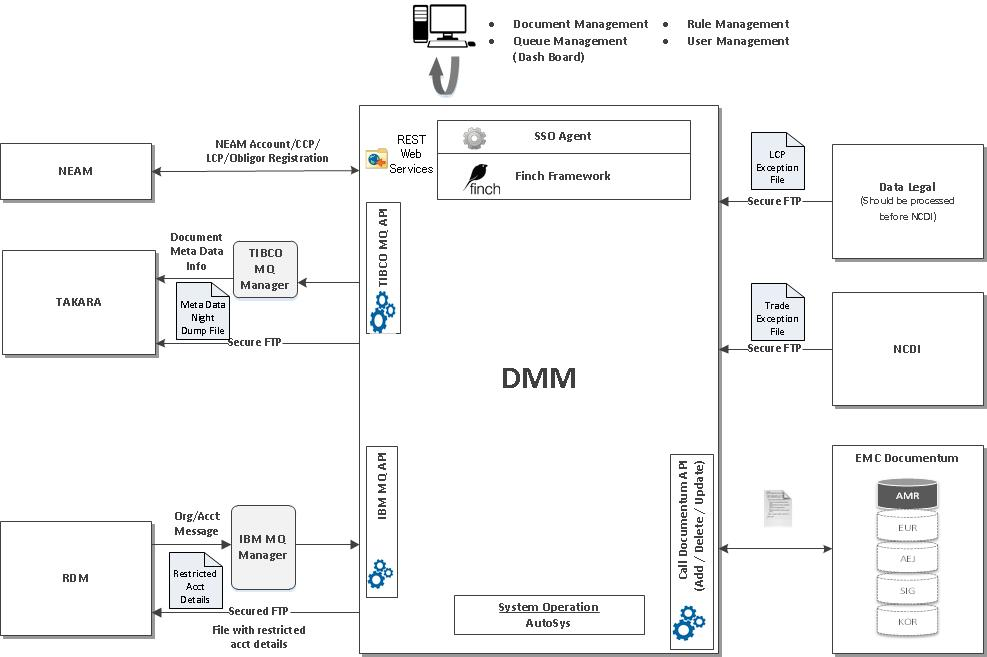 Document Management
Queue Management
(Dash Board)
Rule Management
User Management
NEAM
NEAM Account/CCP/
LCP/Obligor Registration
REST
Web
Services
SSO Agent
finch
Finch Framework
LCP
Exception
File
Secure FTP
Data Legal
(Should be processed
before NCDI)
TAKARA
Document
Meta Data
Info
TIBCO
MQ
Manager
Meta Data
Night
Dump File
Secure FTP
TIBCO MQ API
Trade
Exception
File
Secure FTP
NCDI
DMM
RDM
Org/Acct
Message
IBM MQ
Manager
Restricted
Acct
Details
Secured FTP
File with restricted
acct details
IBM MQ API
System Operation
AutoSys
Call Documentum API
(Add / Delete / Update)
EMC Documentum
AMR
EUR
AEJ
SIG
KOR